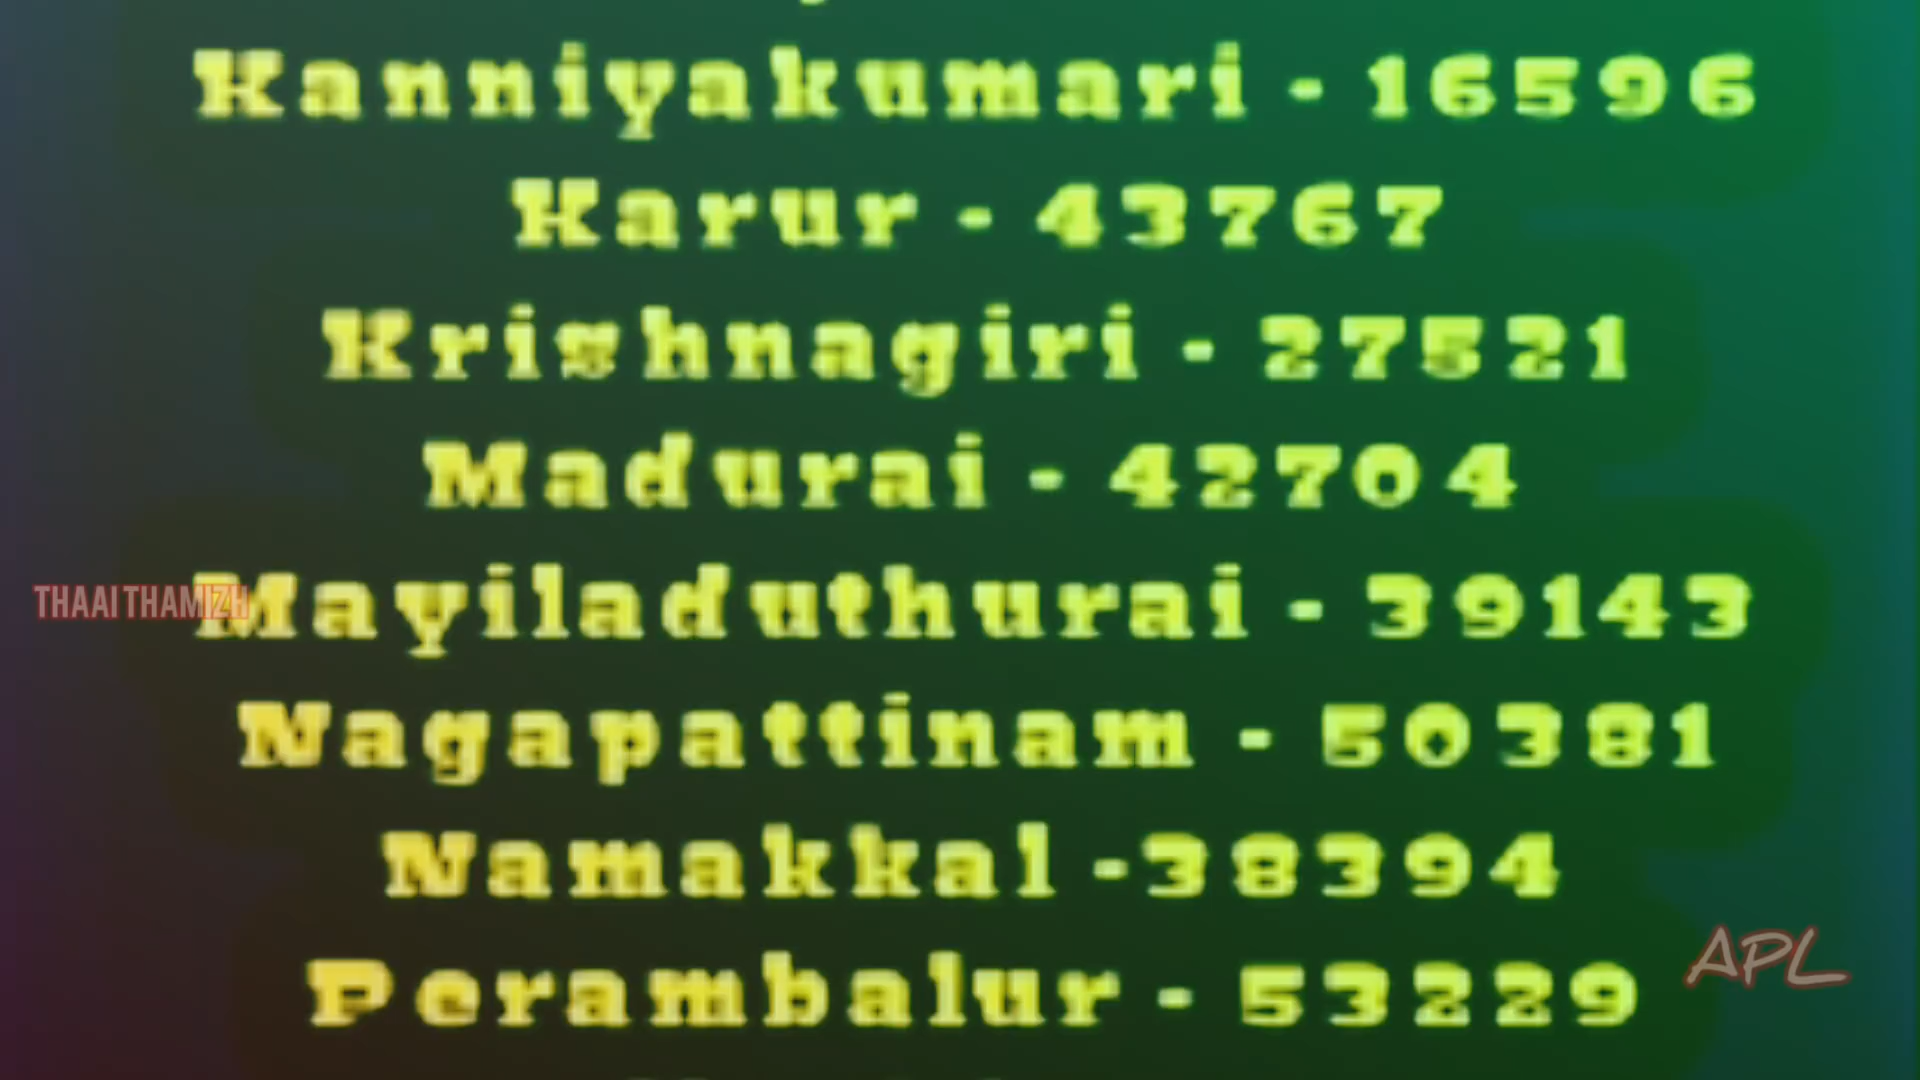 Kanniyakumari - 16596
Karur - 43767
Krishnagiri - 27521
Madurai - 42704
THAAI THAMIZH
Mayiladuthurai - 39143
Nagapattinam - 50381
Namakkal -38394
Perambalur - 53229
APL